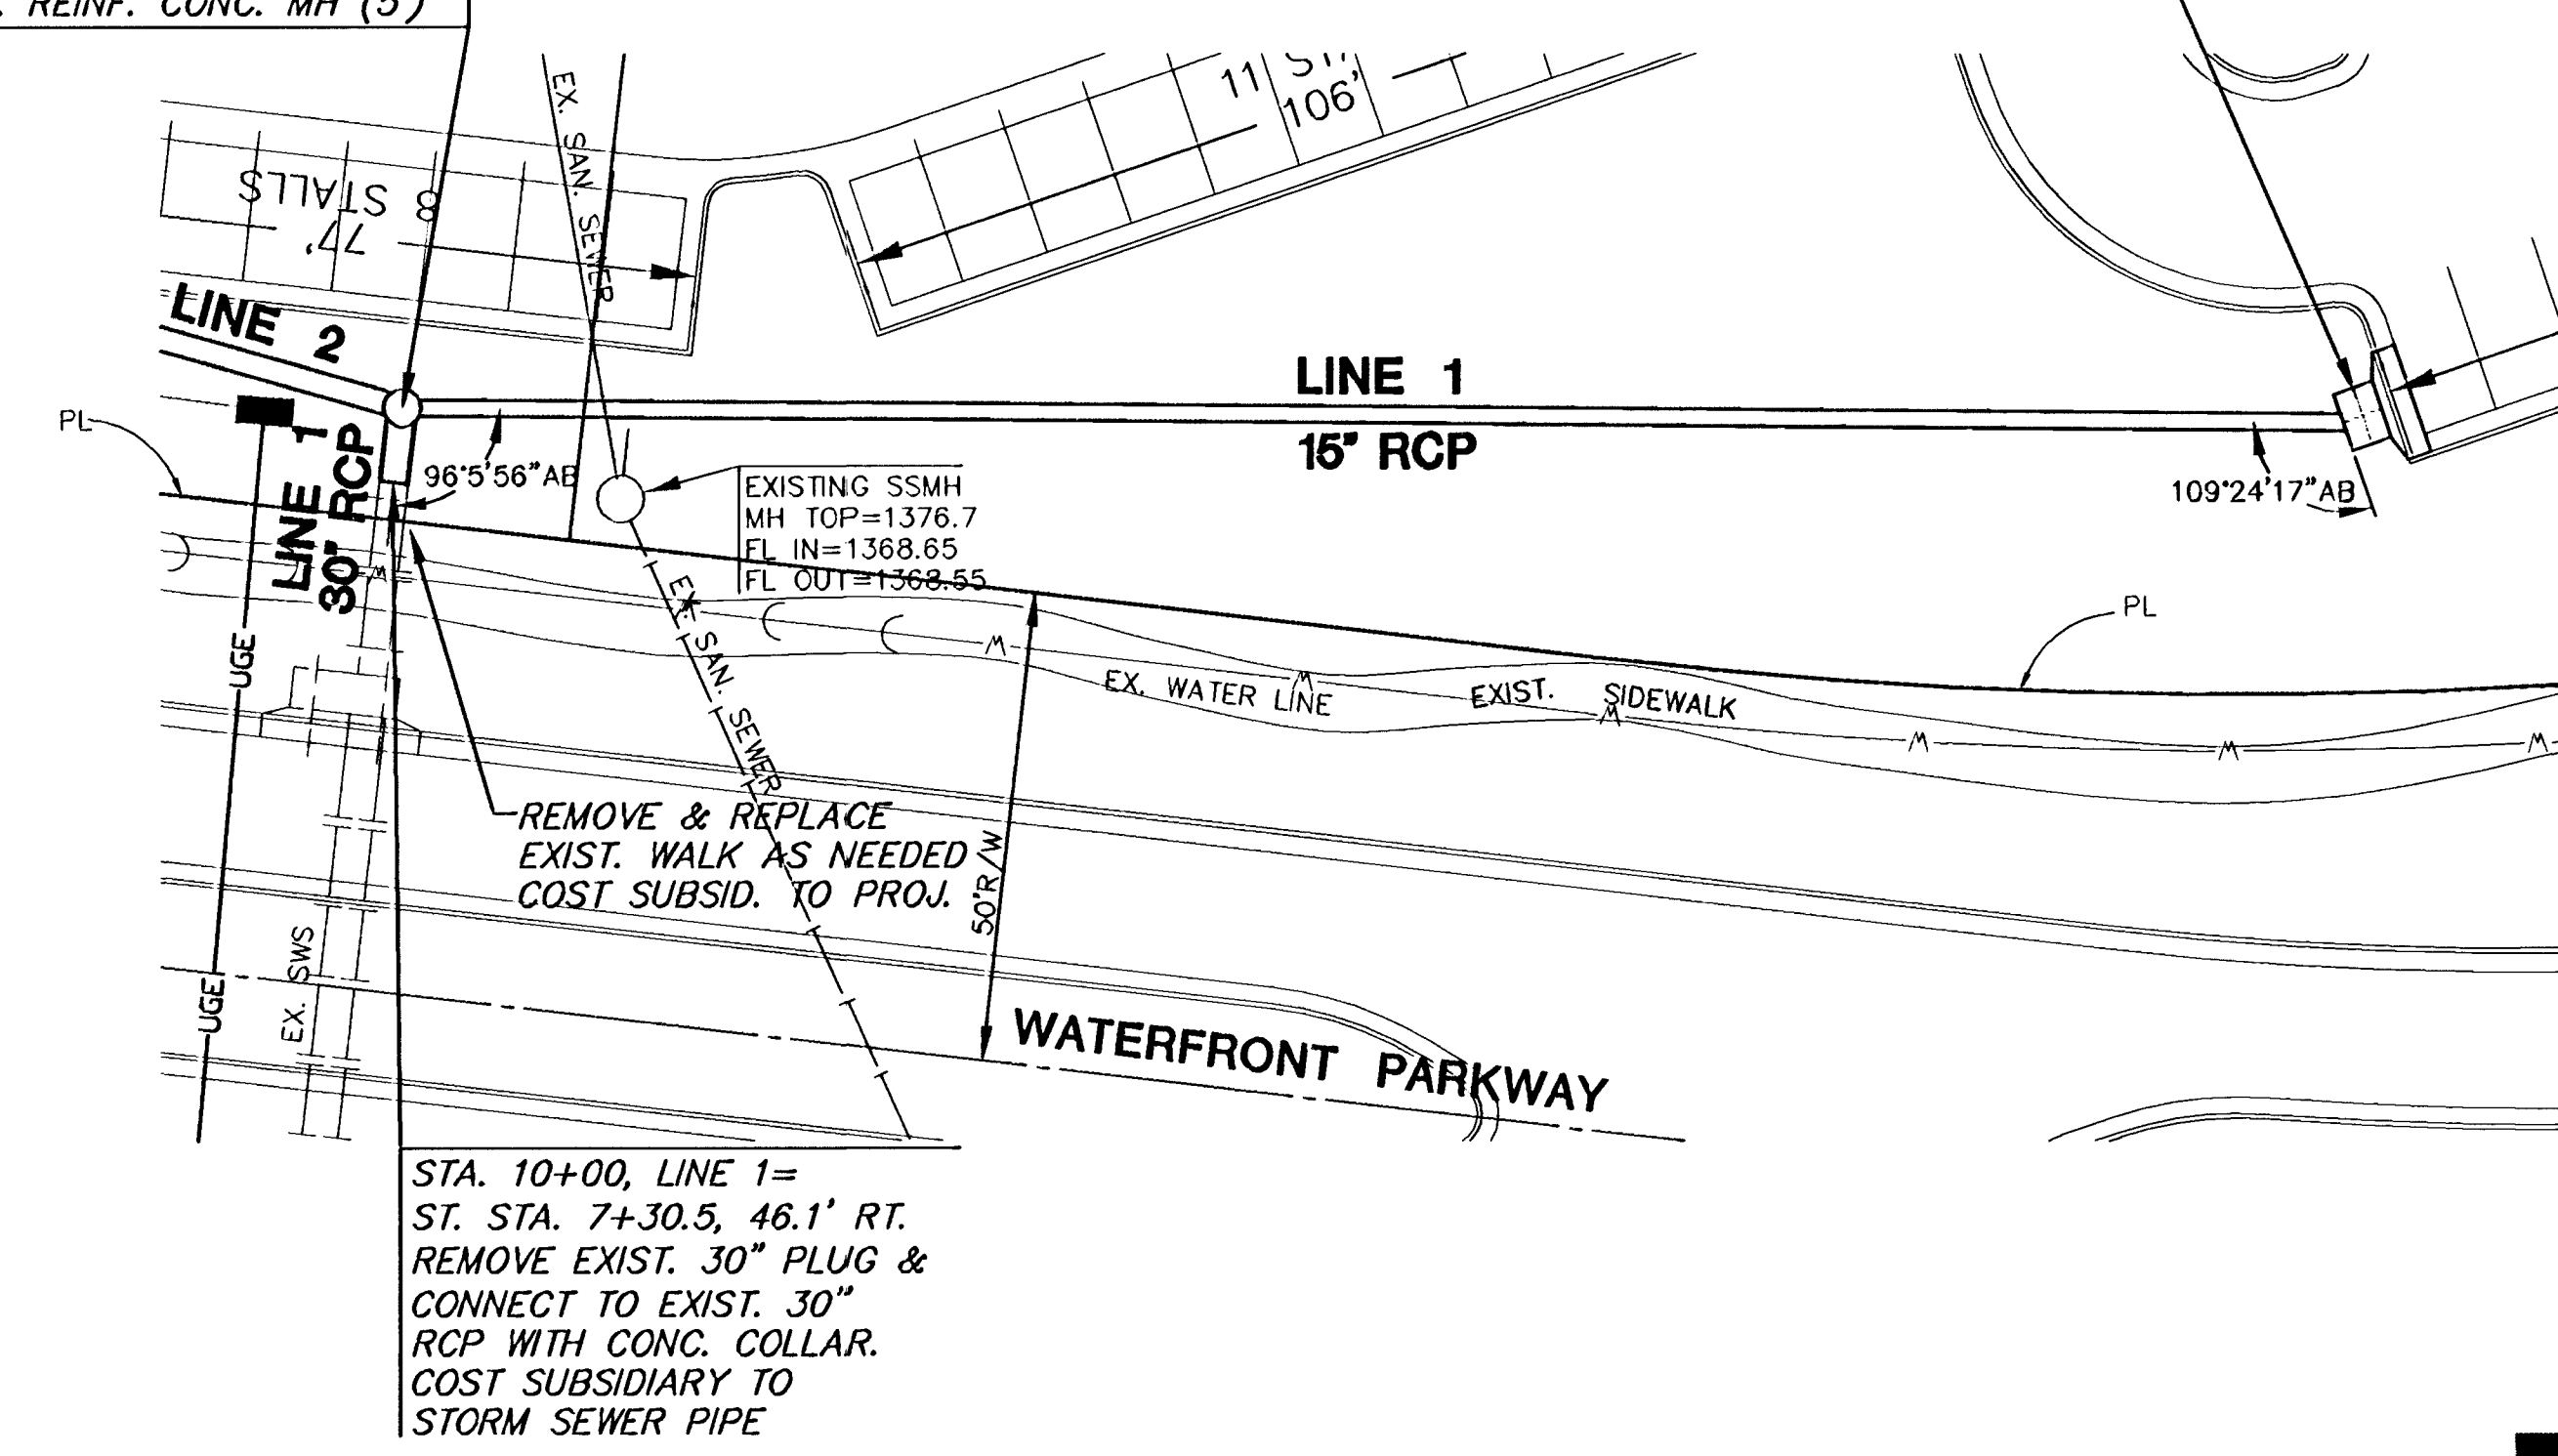 REINF. CONC. MH (5')
EX. SAN. SEWER
11
106'
8
STALLS
77'
LINE 2
LINE 1
15" RCP
PL
LINE 1
30" RCP
96°5'56"AB
EXISTING SSMH
MH TOP=1376.7
FL IN=1368.65
FL OUT=1368.55
109°24'17"AB
PL
EX. SAN. SEWER
UGE
W
W
W
W
W
W
W
EX. WATER LINE
EXIST. SIDEWALK
REMOVE & REPLACE
EXIST. WALK AS NEEDED
COST SUBSID. TO PROJ.
50'R/W
EX. SWS
UGE
WATERFRONT PARKWAY
STA. 10+00, LINE 1=
ST. STA. 7+30.5, 46.1' RT.
REMOVE EXIST. 30" PLUG &
CONNECT TO EXIST. 30"
RCP WITH CONC. COLLAR.
COST SUBSIDIARY TO
STORM SEWER PIPE